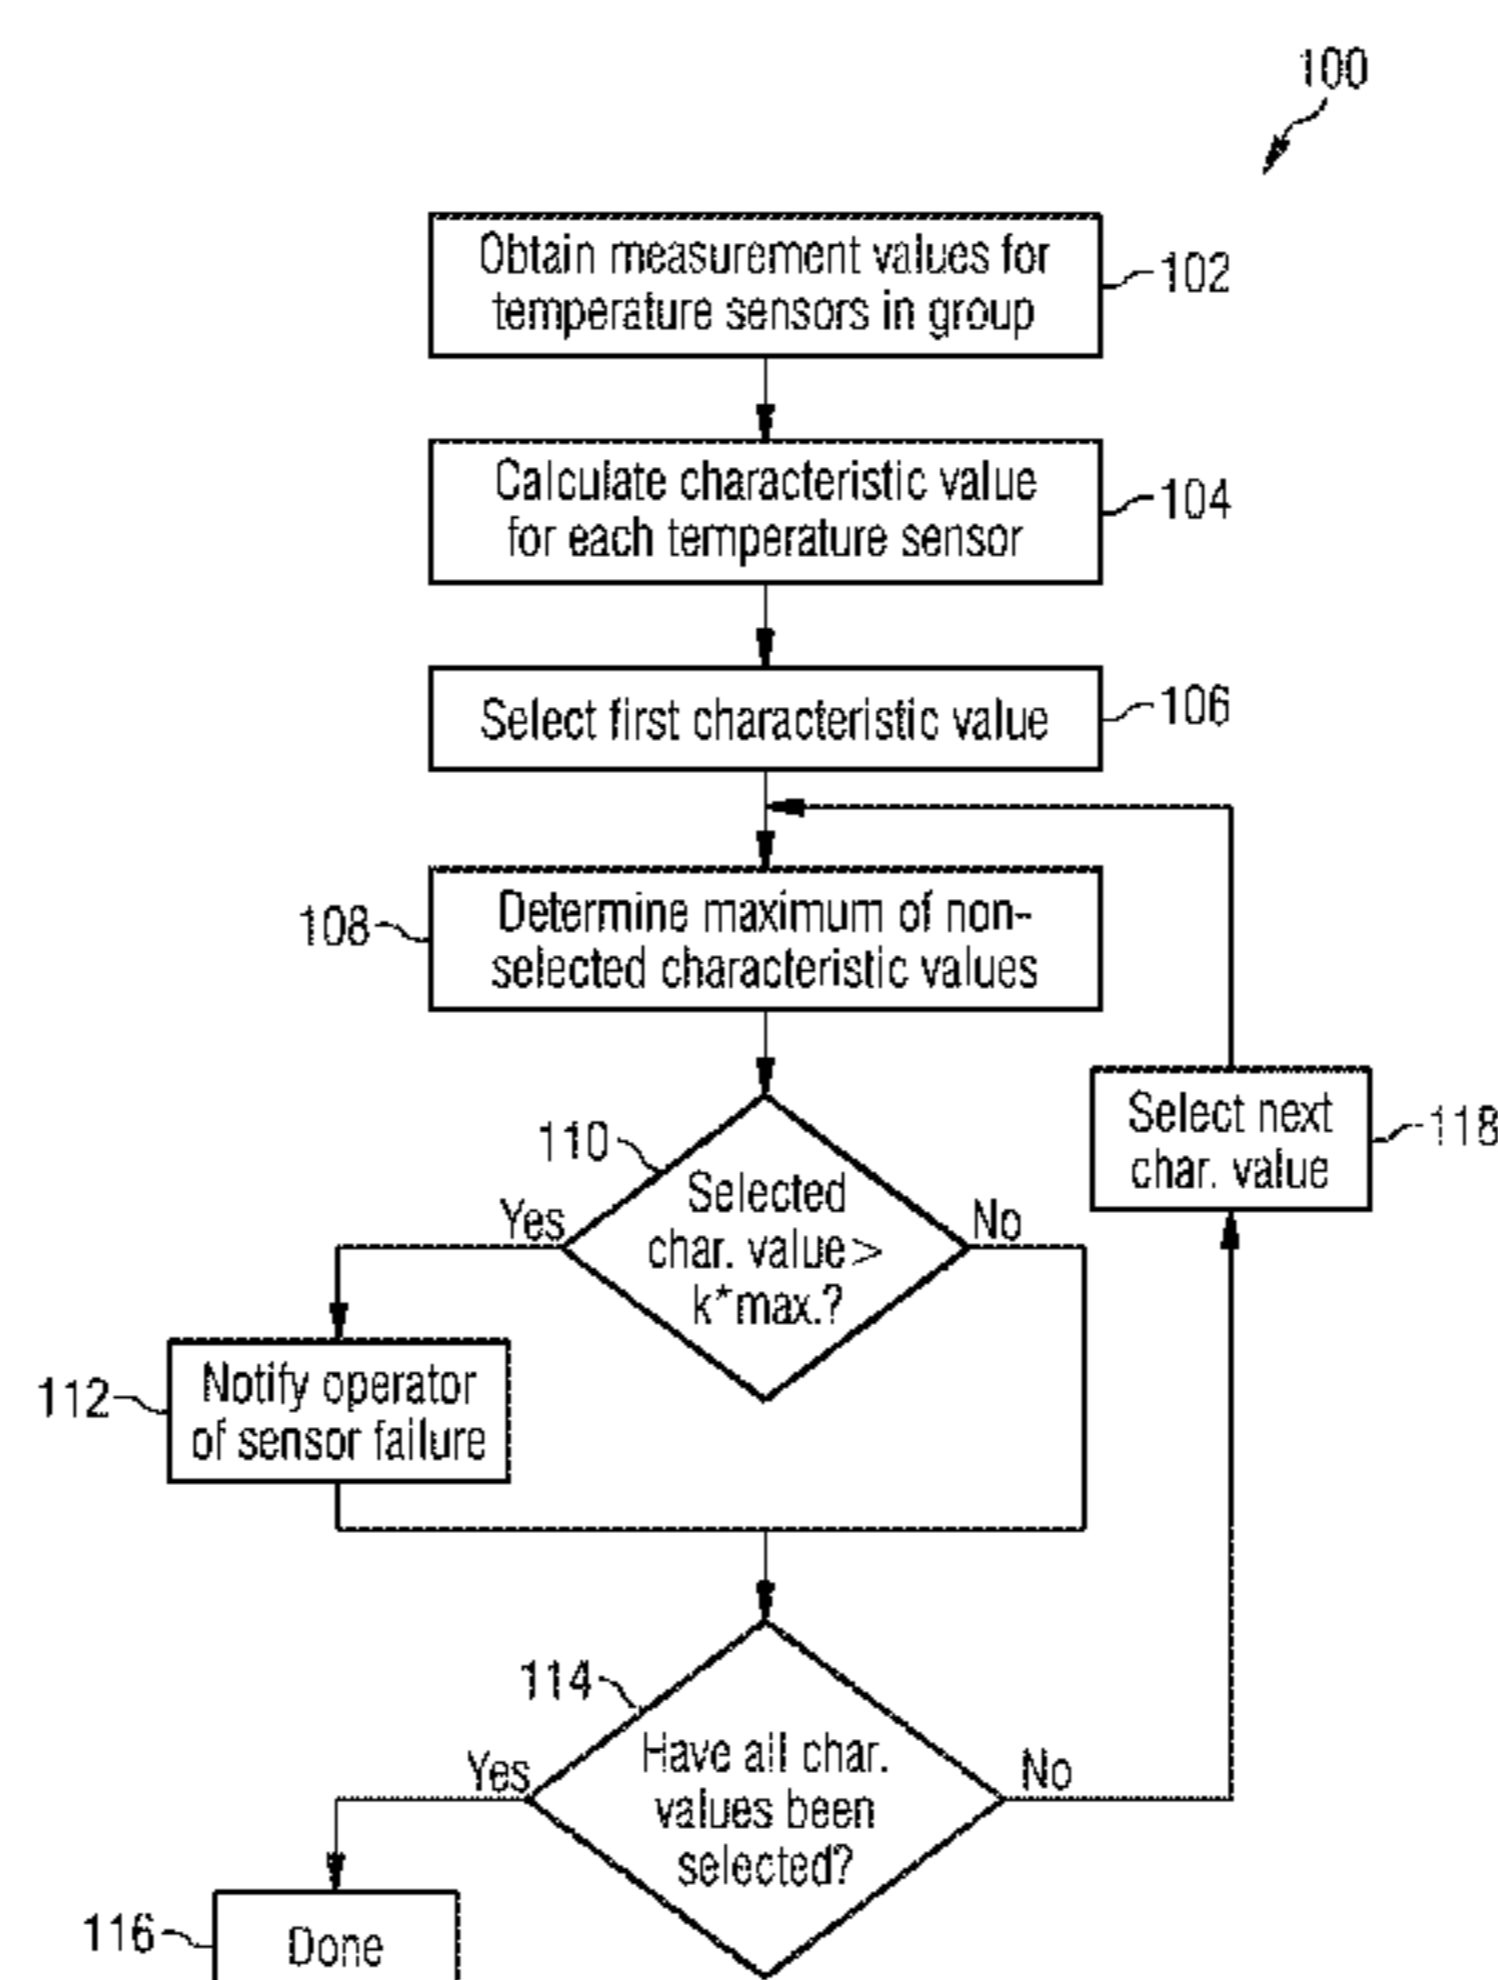 100
Obtain measurement values for
temperature sensors in group
102
Calculate characteristic value
for each temperature sensor
104
Select first characteristic value
106
108
Determine maximum of non-
selected characteristic values
110
Selected
char. value >
k*max.?
Yes
No
Select next
char. value
118
112
Notify operator
of sensor failure
114
Have all char.
values been
selected?
Yes
No
116
Done